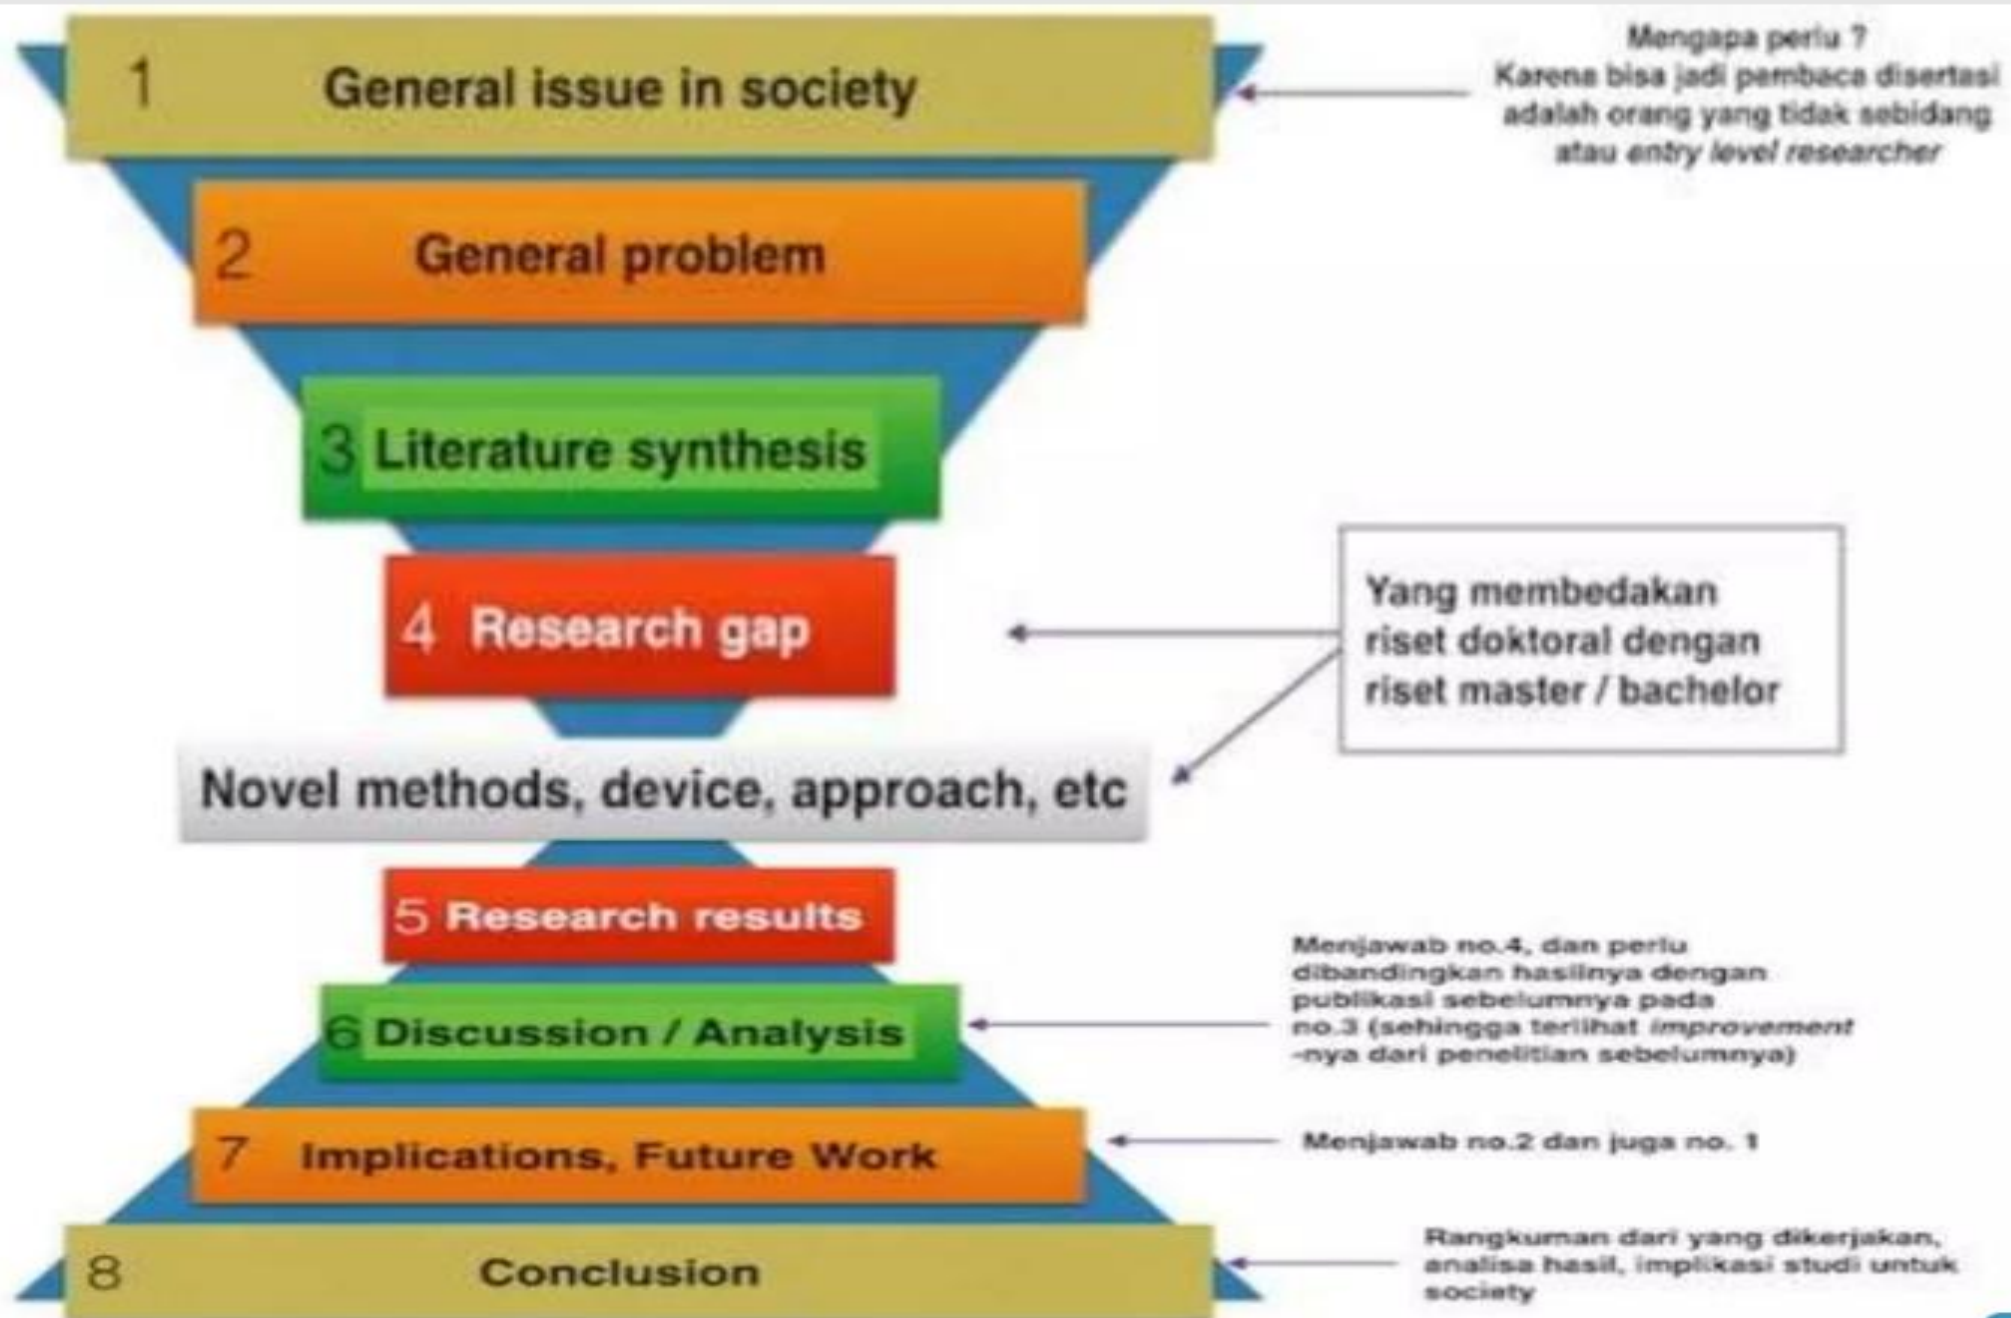 1 General issue in society
Mengapa perlu ?
Karena bisa jadi pembaca disertasi
adalah orang yang tidak sebidang
atau entry level researcher
2 General problem
3 Literature synthesis
4 Research gap
Yang membedakan
riset doktoral dengan
riset master / bachelor
Novel methods, device, approach, etc
5 Research results
6 Discussion / Analysis
Menjawab no.4, dan perlu
dibandingkan hasilnya dengan
publikasi sebelumnya pada
no.3 (sehingga terlihat improvement
-nya dari penelitian sebelumnya)
7 Implications, Future Work
Menjawab no.2 dan juga no. 1
8 Conclusion
Rangkuman dari yang dikerjakan,
analisa hasil, implikasi studi untuk
society